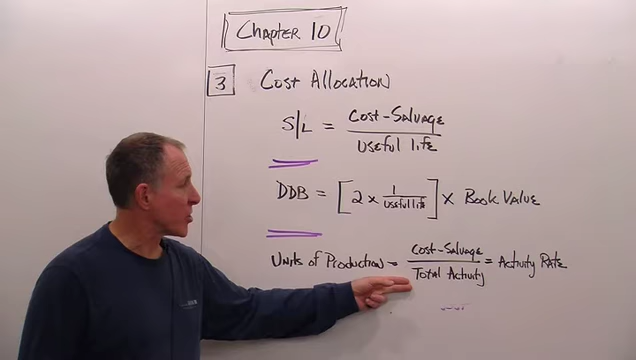 Chapter 10
3 Cost Allocation
S/L = Cost-Salvage
Useful life
DDB = [2 x 1 / Useful life] x Book Value
Units of Production = Cost-Salvage / Total Activity = Activity Rate